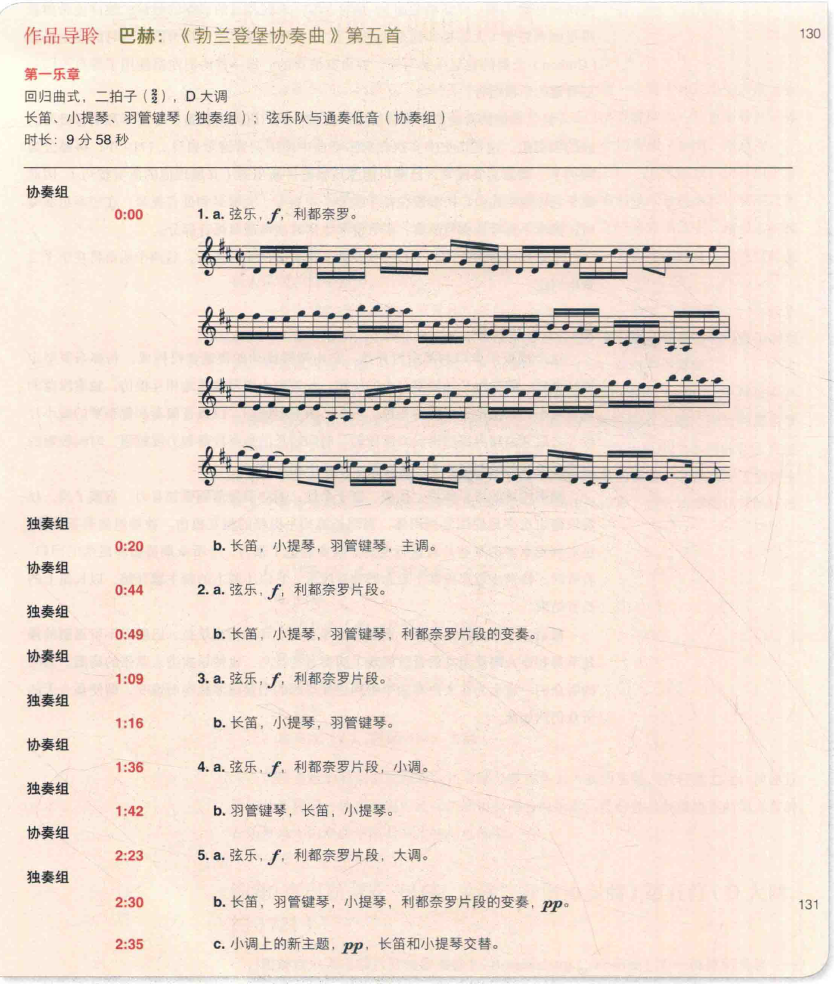 作品导聆 巴赫：《勃兰登堡协奏曲》第五首 130
第一乐章
回归曲式，二拍子（2/2），D 大调
长笛、小提琴、羽管键琴（独奏组）；弦乐队与通奏低音（协奏组）
时长：9 分 58 秒
协奏组
0:00 1. a. 弦乐，f，利都奈罗。
独奏组
0:20 b. 长笛，小提琴，羽管键琴，主调。
协奏组
0:44 2. a. 弦乐，f，利都奈罗片段。
独奏组
0:49 b. 长笛，小提琴，羽管键琴，利都奈罗片段的变奏。
协奏组
1:09 3. a. 弦乐，f，利都奈罗片段。
独奏组
1:16 b. 长笛，小提琴，羽管键琴。
协奏组
1:36 4. a. 弦乐，f，利都奈罗片段，小调。
独奏组
1:42 b. 羽管键琴，长笛，小提琴。
协奏组
2:23 5. a. 弦乐，f，利都奈罗片段，大调。
独奏组
2:30 b. 长笛，羽管键琴，小提琴，利都奈罗片段的变奏，pp。 131
2:35 c. 小调上的新主题，pp，长笛和小提琴交替。